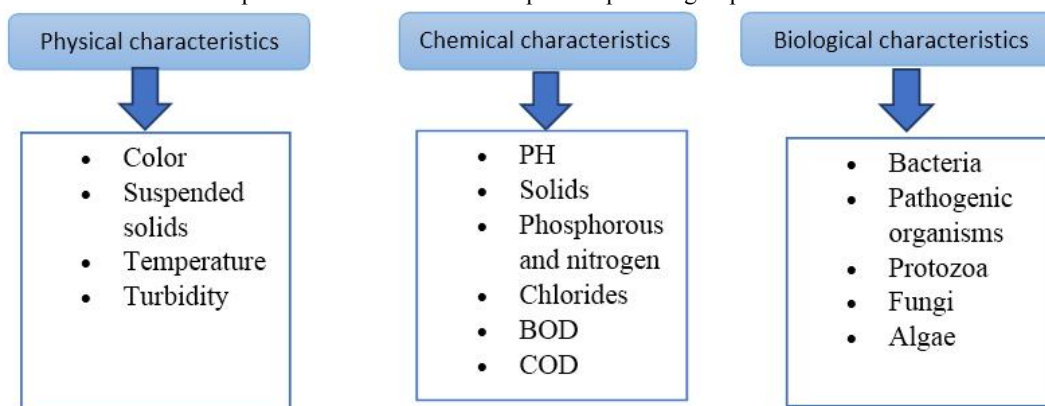 Physical characteristics
Color
Suspended
solids
Temperature
Turbidity
Chemical characteristics
PH
Solids
Phosphorous
and nitrogen
Chlorides
BOD
COD
Biological characteristics
Bacteria
Pathogenic
organisms
Protozoa
Fungi
Algae